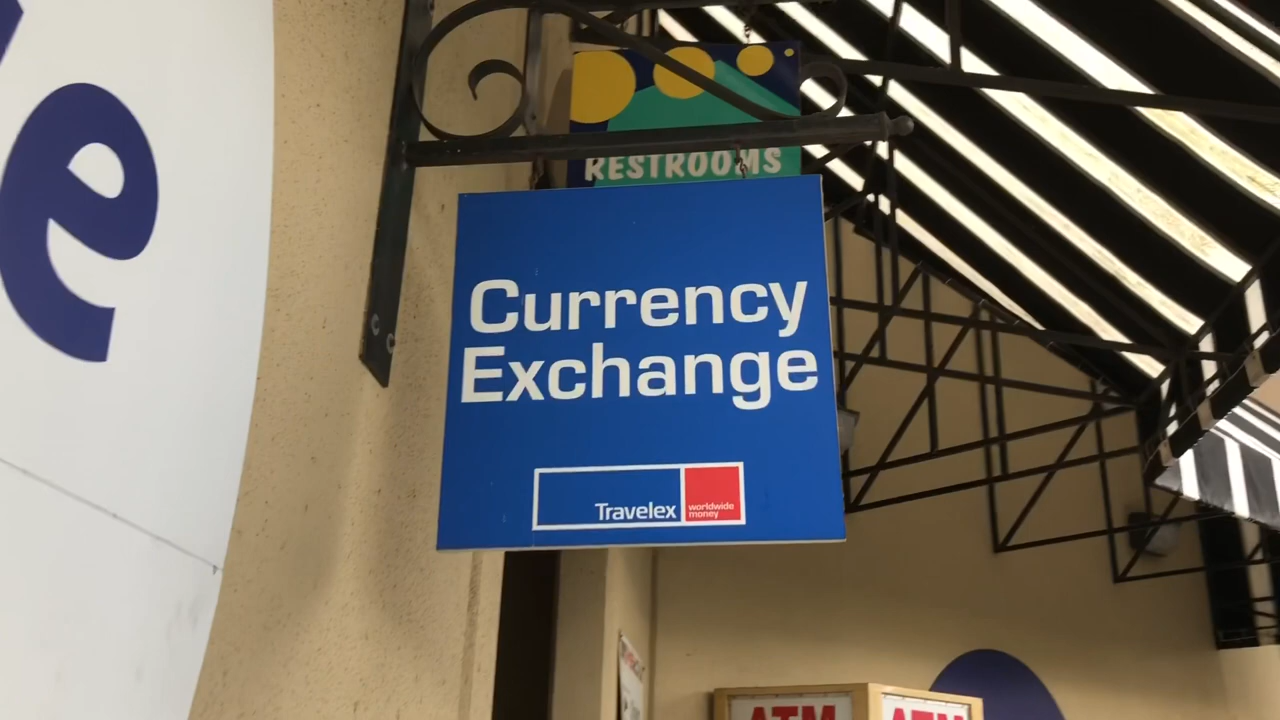 e
RESTROOMS
Currency
Exchange
Travelex
worldwide
money
ATM
ATM